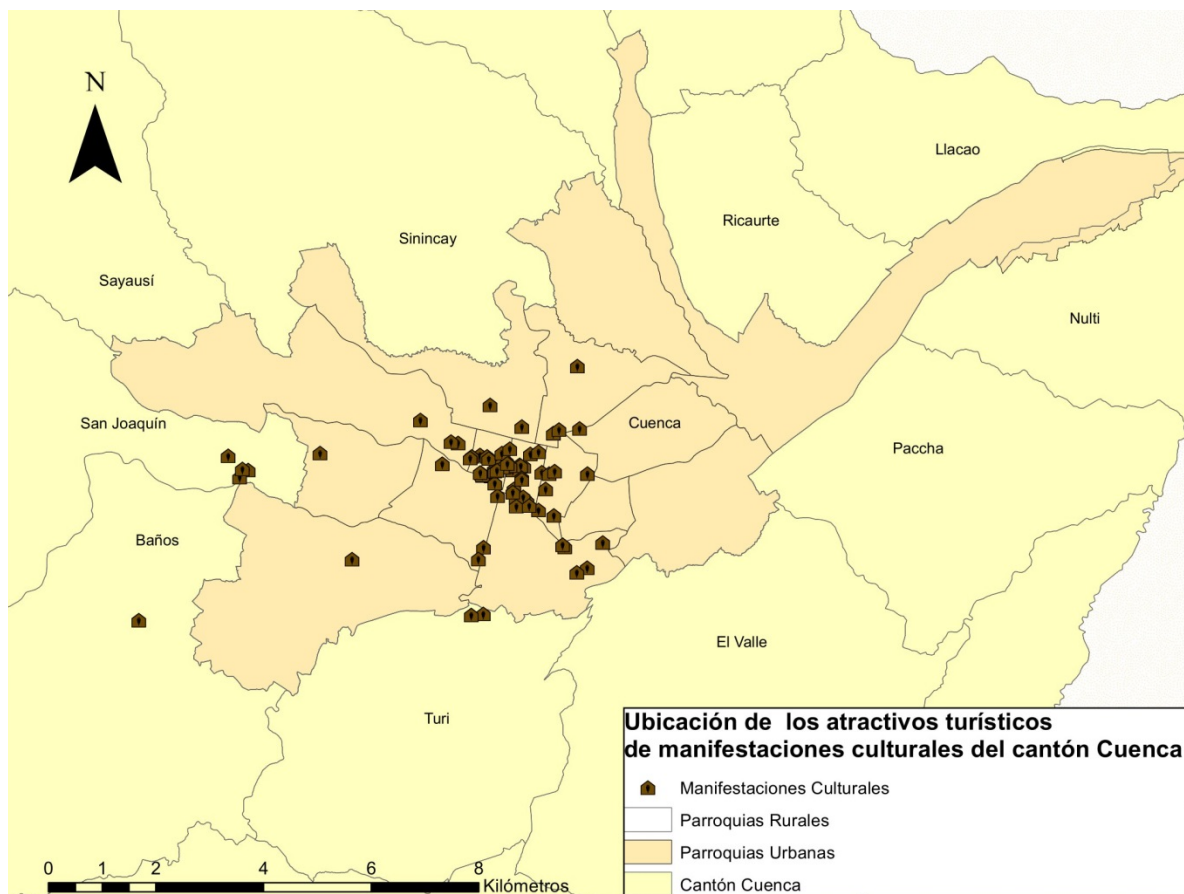 N
Llacao
Ricaurte
Sinincay
Sayausí
Nulti
San Joaquín
Cuenca
Paccha
Baños
El Valle
Turi
Ubicación de los atractivos turísticos
de manifestaciones culturales del cantón Cuenca
Manifestaciones Culturales
Parroquias Rurales
Parroquias Urbanas
Cantón Cuenca
0 1 2 4 6 8
Kilómetros